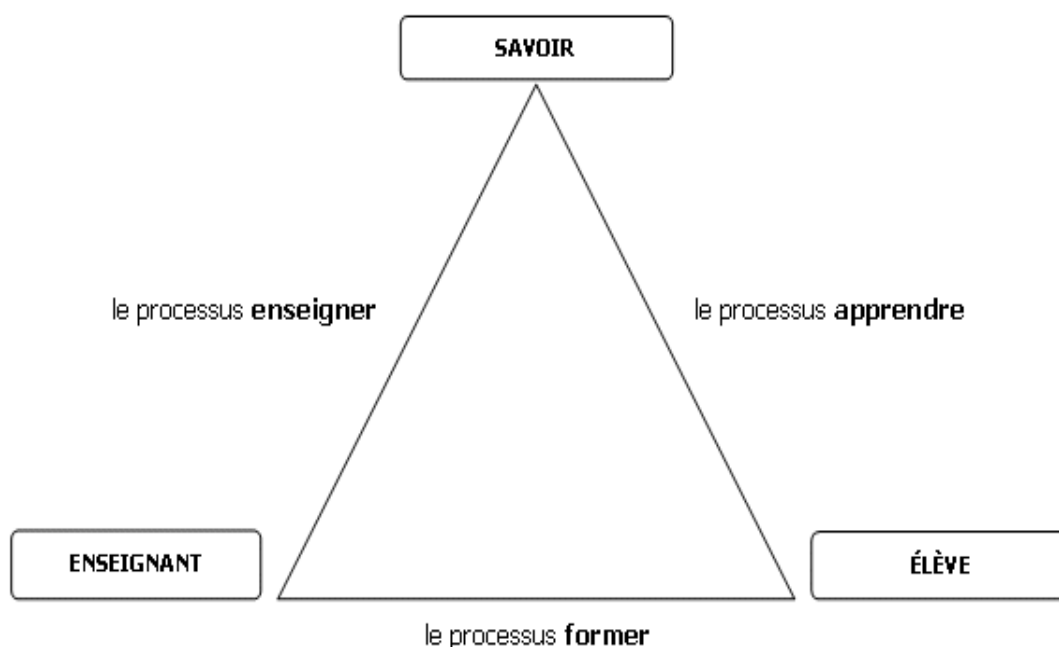 SAVOIR
le processus enseigner
le processus apprendre
ENSEIGNANT
ÉLÈVE
le processus former